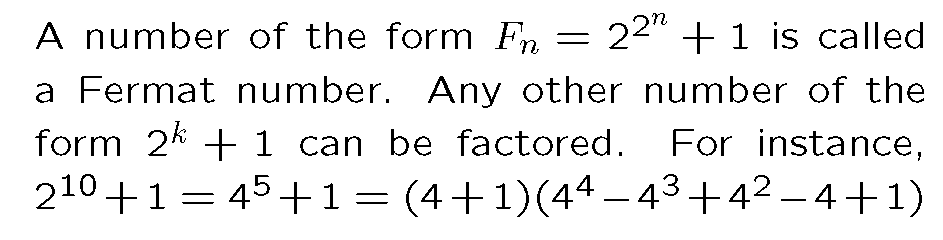 A number of the form Fₙ = 2^{2^n} + 1 is called
a Fermat number. Any other number of the
form 2^k + 1 can be factored. For instance,
2^{10}+1 = 4^5+1 = (4+1)(4^4−4^3+4^2−4+1)